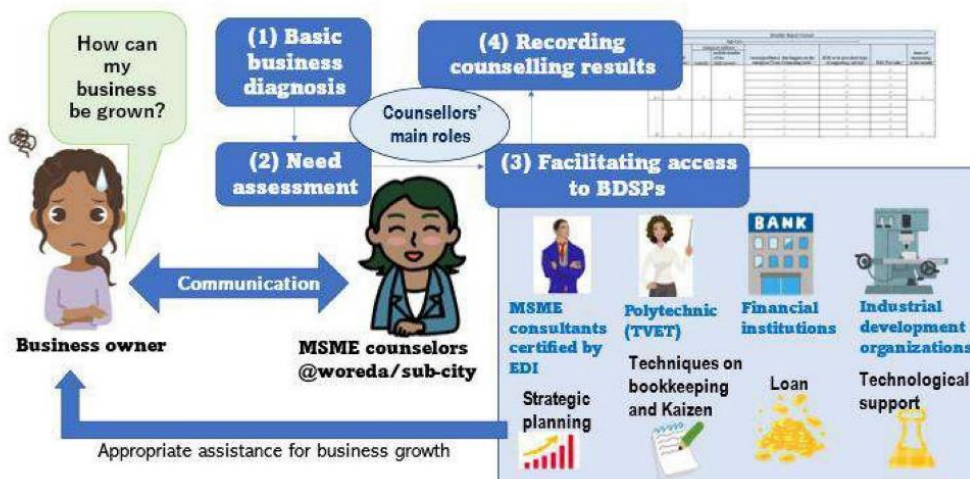 How can
my
business
be grown?
(1) Basic
business
diagnosis
(4) Recording
counselling results
Counsellors'
main roles
(2) Need
assessment
(3) Facilitating access
to BDSPs
Communication
Business owner
MSME counselors
@woreda/sub-city
BANK
MSME
consultants
certified by
EDI
Polytechnic
(TVET)
Financial
institutions
Industrial
development
organizations
Strategic
planning
Techniques on
bookkeeping
and Kaizen
Loan
Technological
support
Appropriate assistance for business growth